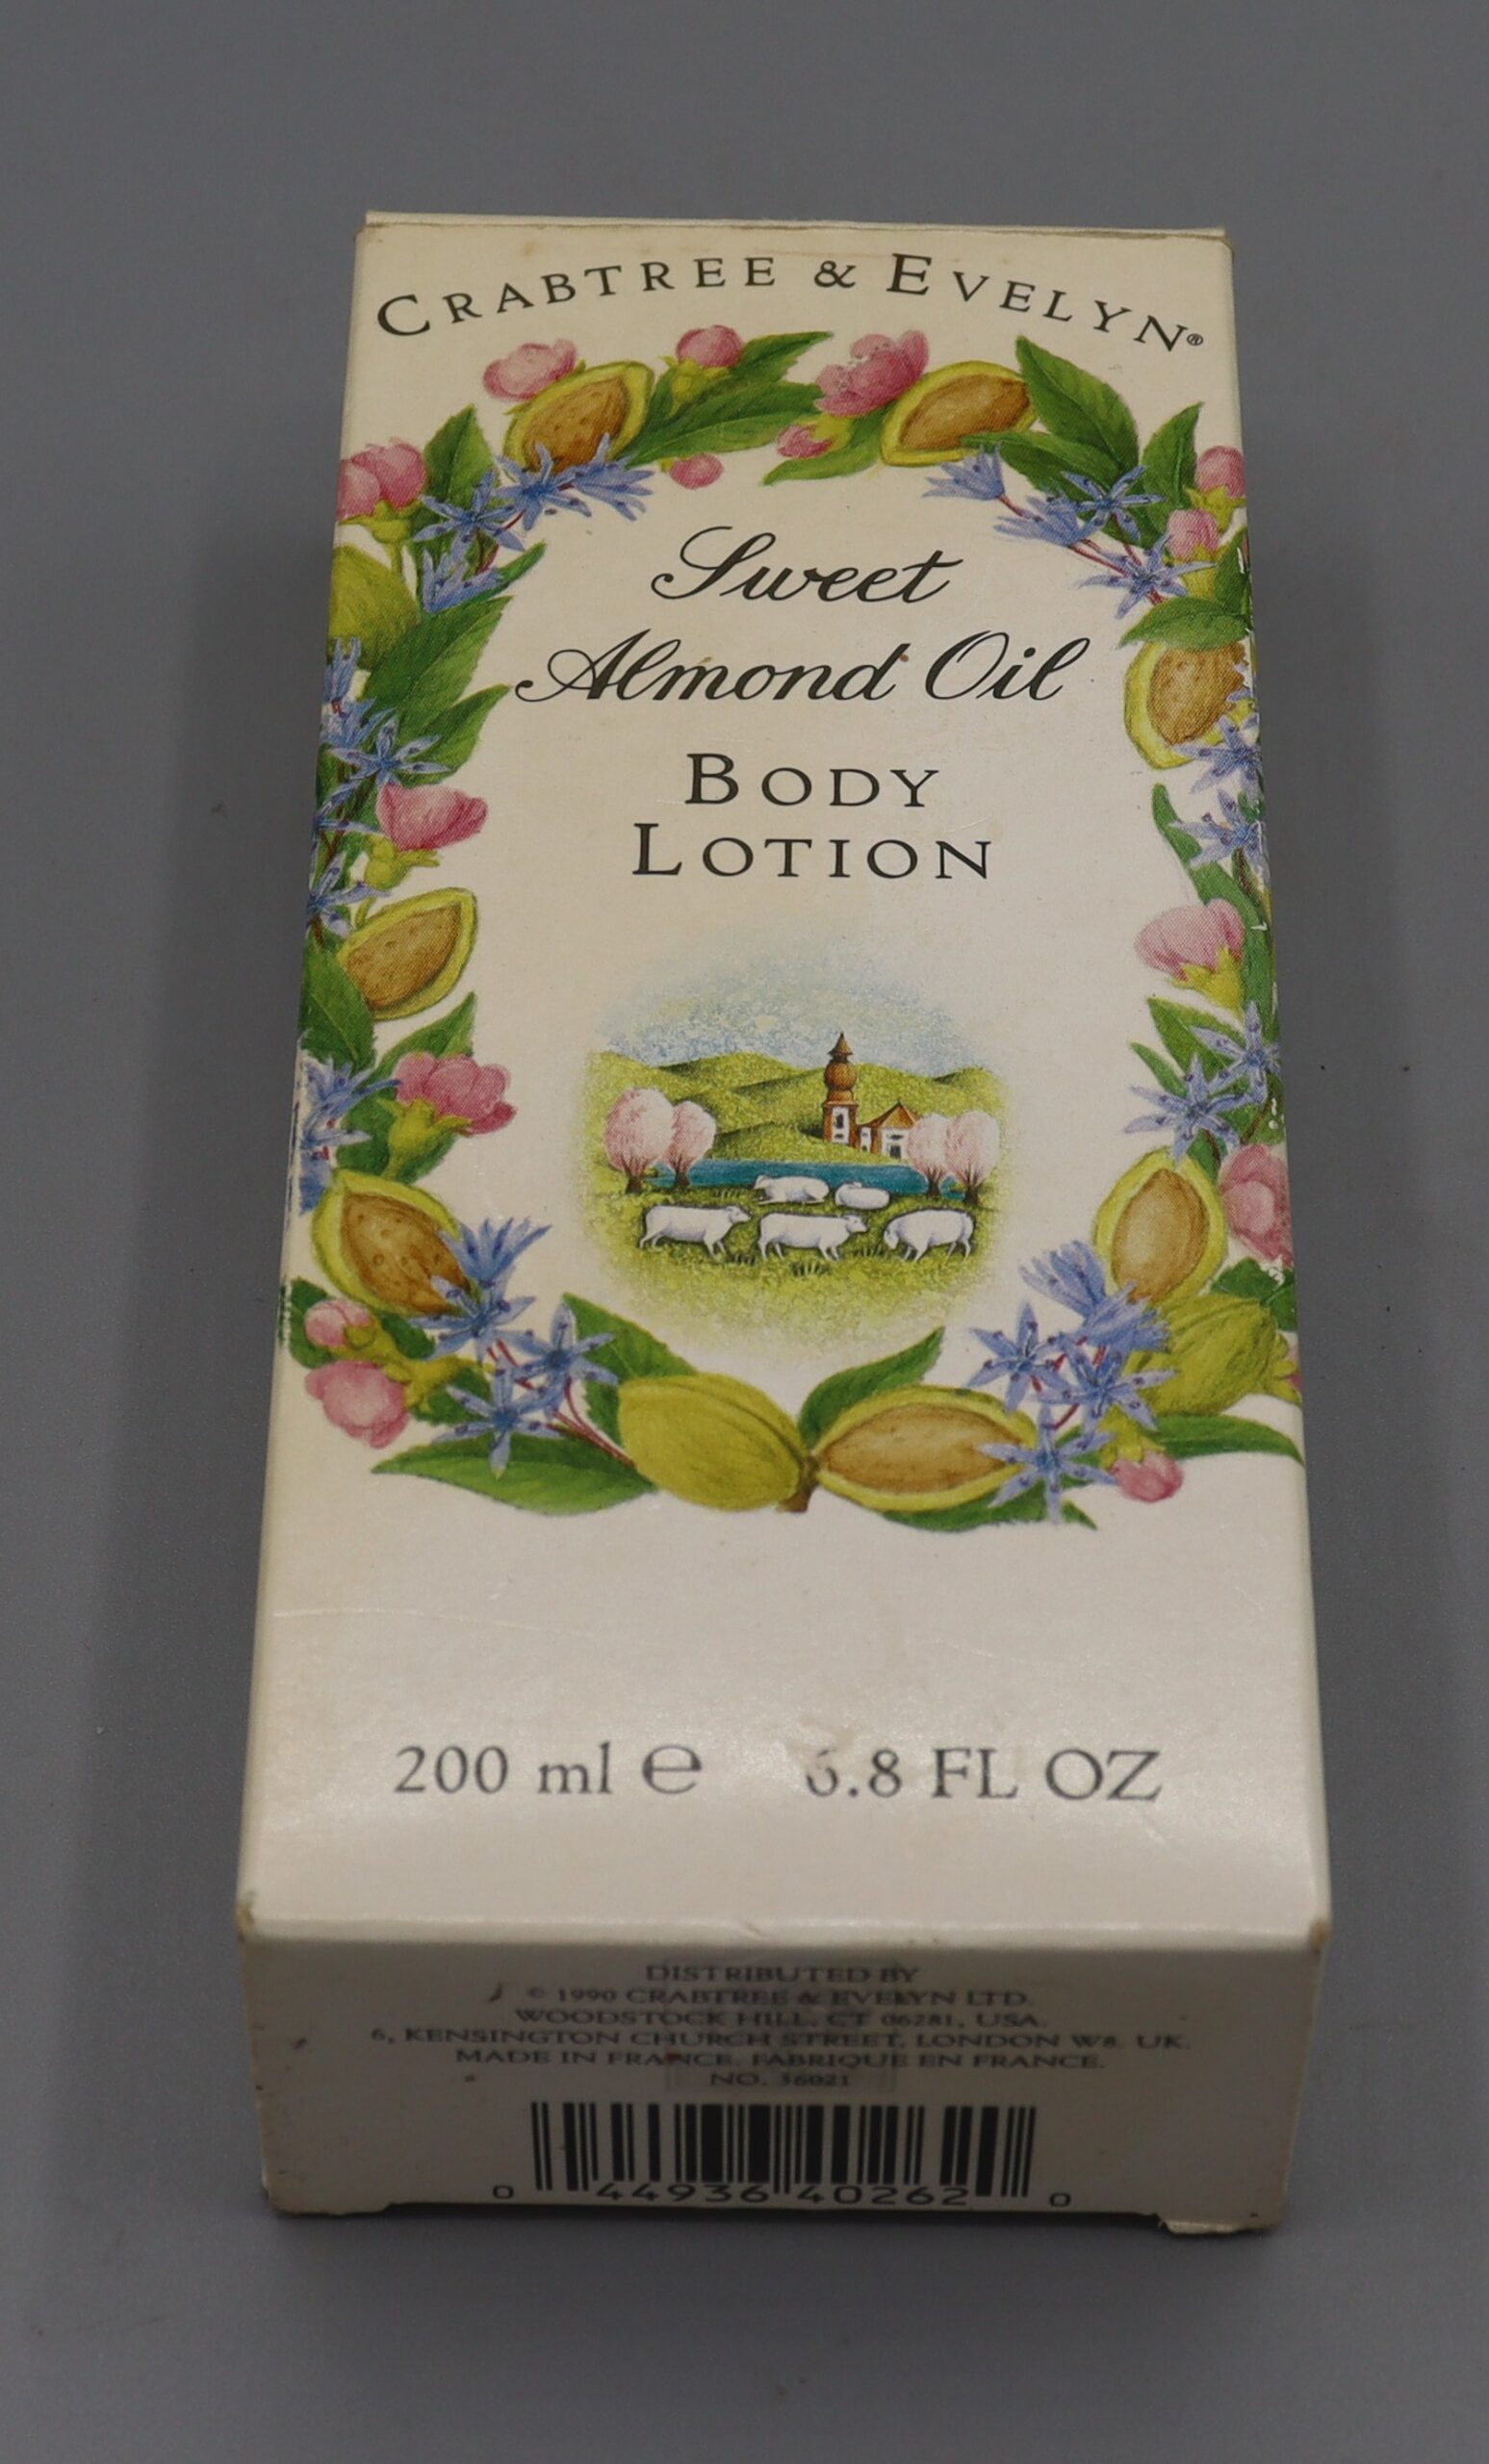 CRABTREE & EVELYN®
Sweet
Almond Oil
BODY
LOTION
200 ml ℮ 6.8 FL OZ
DISTRIBUTED BY
© 1990 CRABTREE & EVELYN LTD.
WOODSTOCK HILL, CT 06281, USA.
6, KENSINGTON CHURCH STREET, LONDON W8. UK.
MADE IN FRANCE. FABRIQUE EN FRANCE.
NO. 36021
0 44936 40262 0